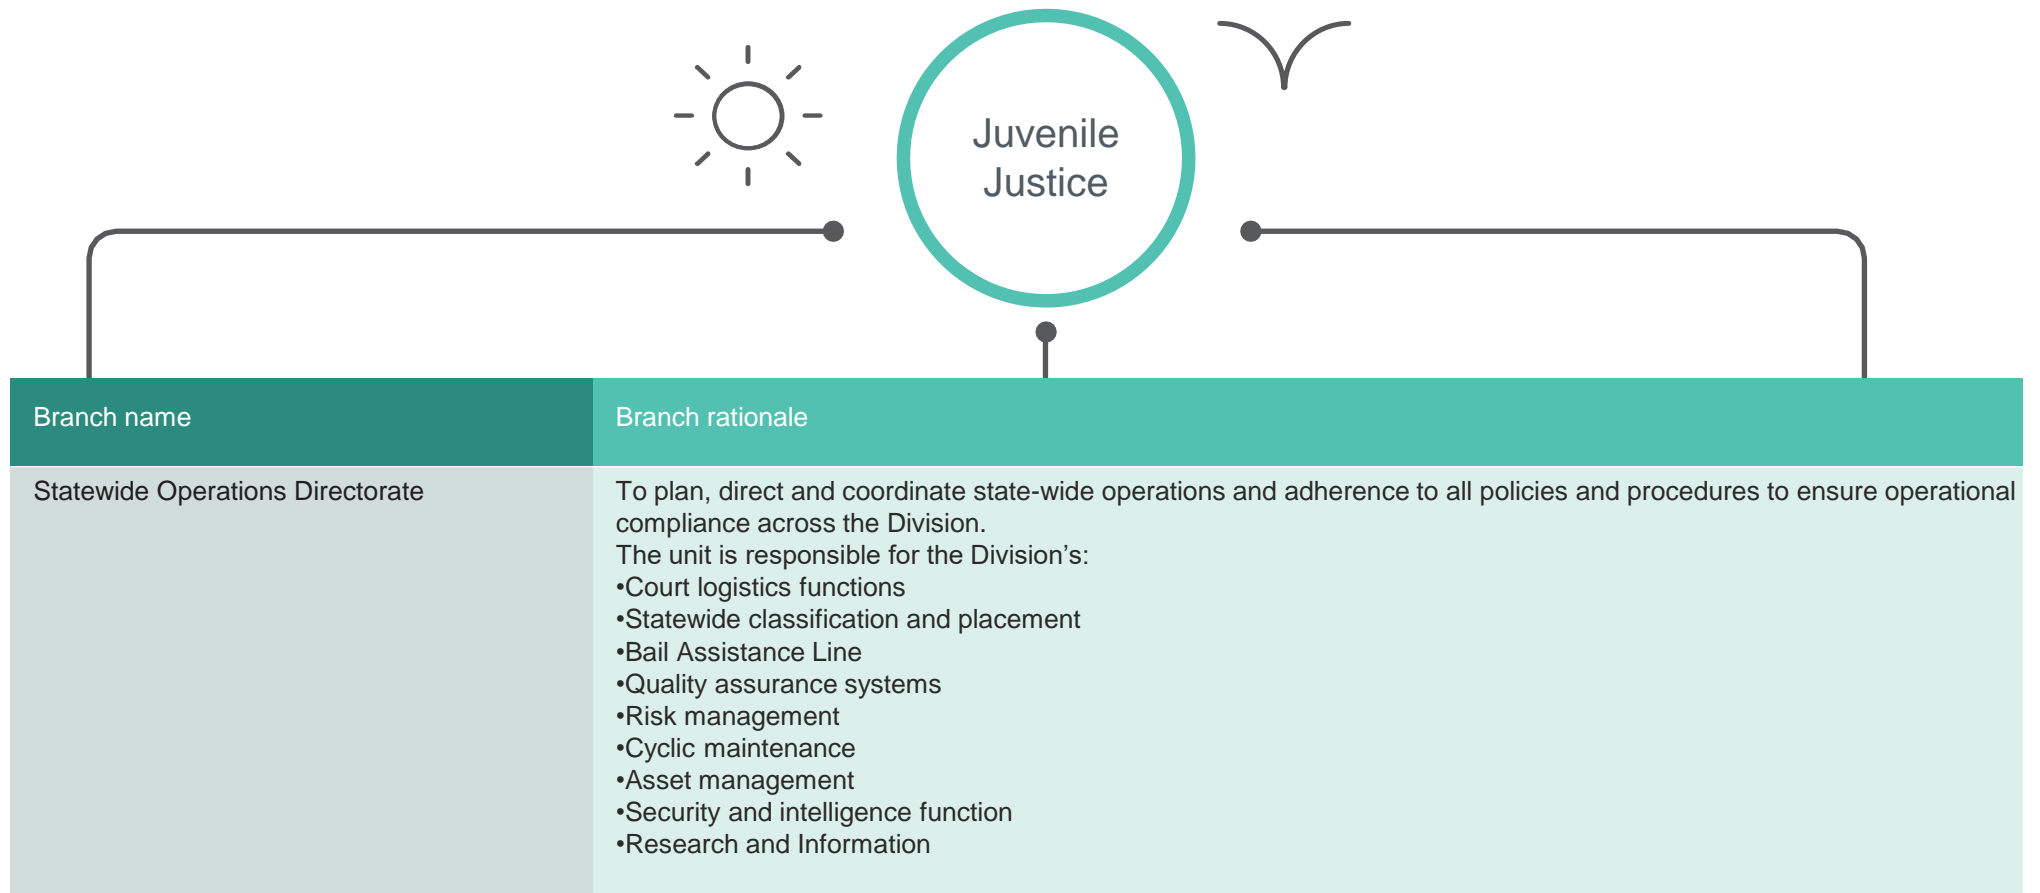 Juvenile
Justice
Branch name
Branch rationale
Statewide Operations Directorate
To plan, direct and coordinate state-wide operations and adherence to all policies and procedures to ensure operational
compliance across the Division.
The unit is responsible for the Division’s:
•Court logistics functions
•Statewide classification and placement
•Bail Assistance Line
•Quality assurance systems
•Risk management
•Cyclic maintenance
•Asset management
•Security and intelligence function
•Research and Information